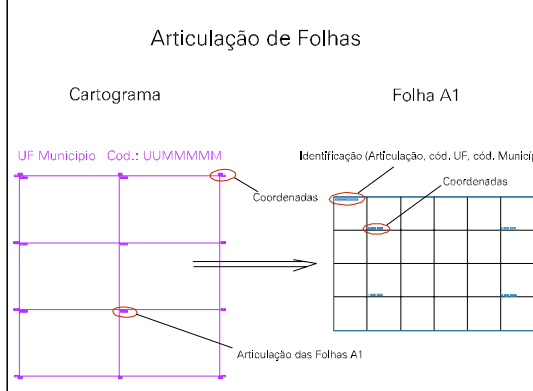 Articulação de Folhas
Cartograma
Folha A1
UF Municipio Cod.: UUMMMMM
Identificação (Articulação, cód. UF, cód. Municíp
Coordenadas
Coordenadas
Articulação das Folhas A1